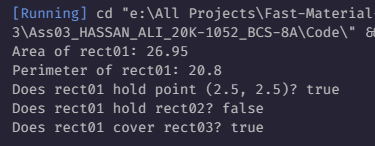 [Running] cd "e:\All Projects\Fast-Material
3\Ass03_HASSAN_ALI_20K-1052_BCS-8A\Code\" &
Area of rect01: 26.95
Perimeter of rect01: 20.8
Does rect01 hold point (2.5, 2.5)? true
Does rect01 hold rect02? false
Does rect01 cover rect03? true